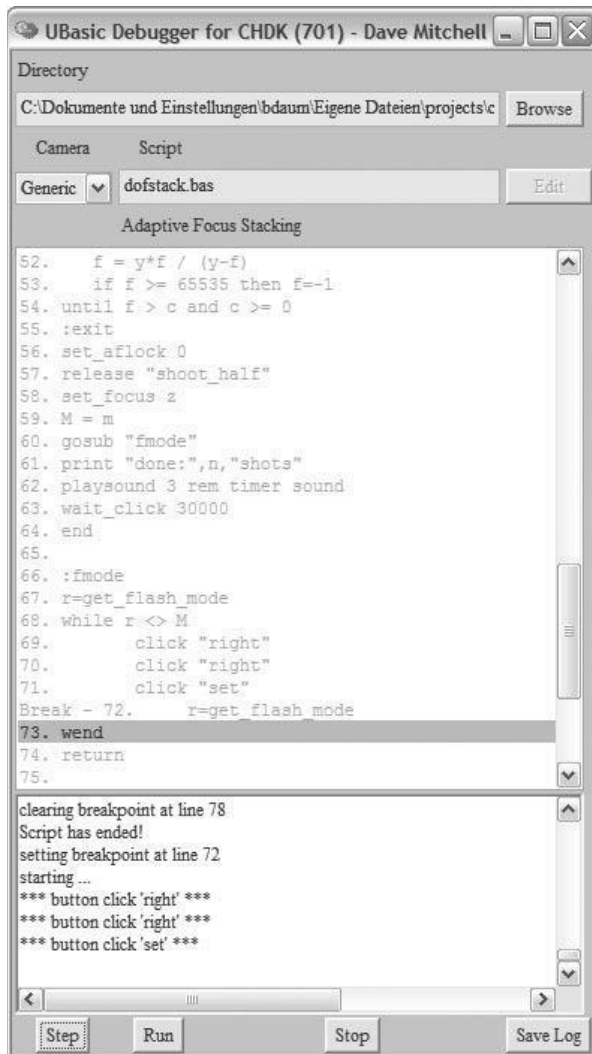 UBasic Debugger for CHDK (701) - Dave Mitchell
Directory
C:\Dokumente und Einstellungen\bdaum\Eigene Dateien\projects\c Browse
Camera Script
Generic dofstack.bas Edit
Adaptive Focus Stacking
52.    f = y*f / (y-f)
53.    if f >= 65535 then f=-1
54. until f > c and c >= 0
55. :exit
56. set_aflock 0
57. release "shoot_half"
58. set_focus z
59. M = m
60. gosub "fmode"
61. print "done:",n,"shots"
62. playsound 3 rem timer sound
63. wait_click 30000
64. end
65.
66. :fmode
67. r=get_flash_mode
68. while r <> M
69.        click "right"
70.        click "right"
71.        click "set"
Break - 72.    r=get_flash_mode
73. wend
74. return
75.
clearing breakpoint at line 78
Script has ended!
setting breakpoint at line 72
starting ...
*** button click 'right' ***
*** button click 'right' ***
*** button click 'set' ***
Step Run Stop Save Log